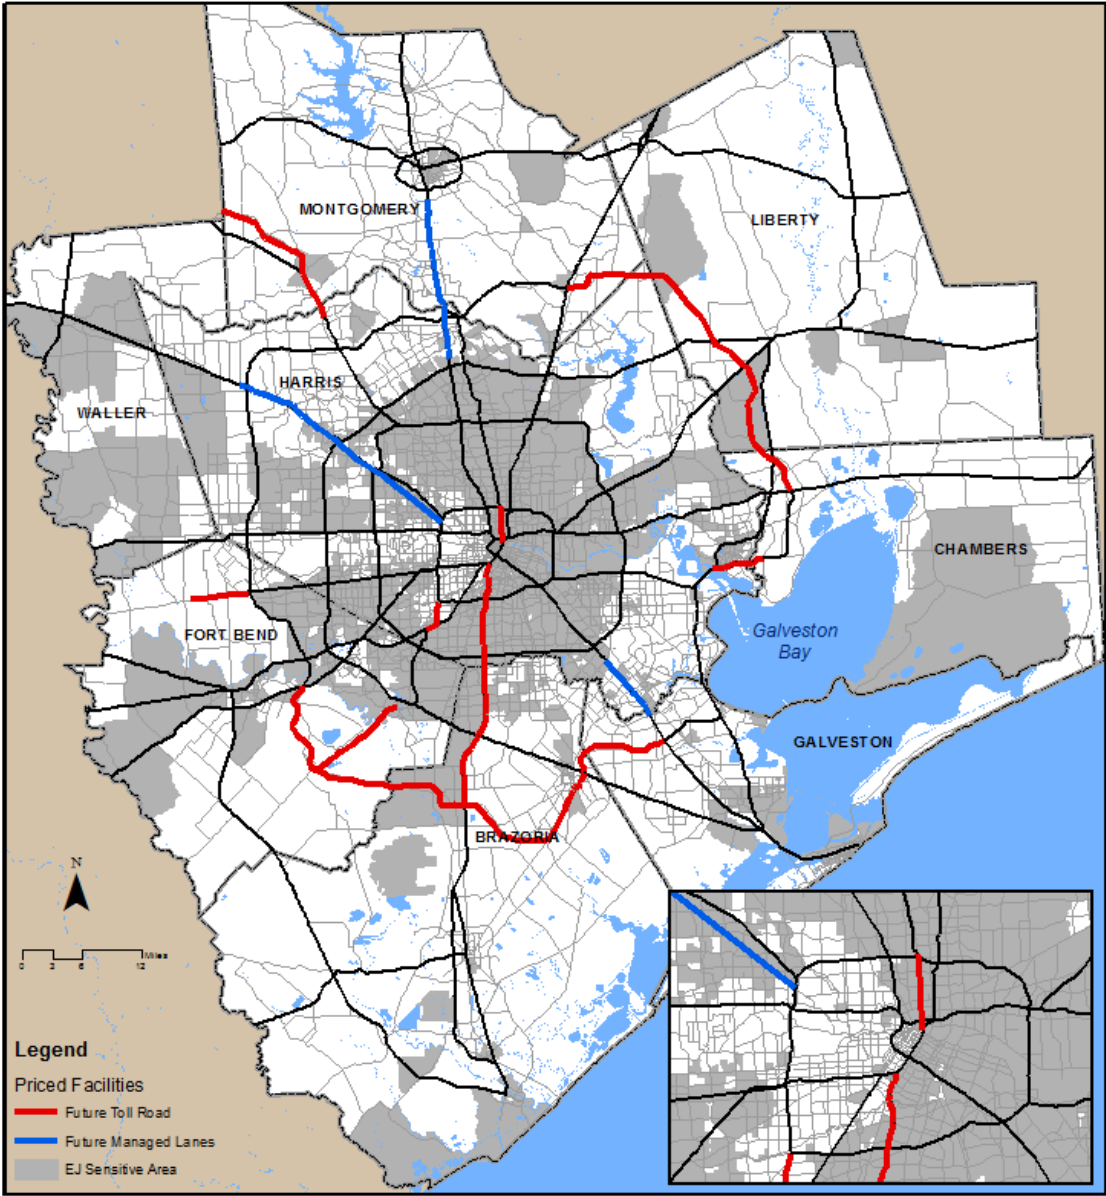 MONTGOMERY
LIBERTY
HARRIS
WALLER
CHAMBERS
FORT BEND
Galveston
Bay
GALVESTON
BRAZORIA
N
0 3 6 12 Miles
Legend
Priced Facilities
Future Toll Road
Future Managed Lanes
EJ Sensitive Area